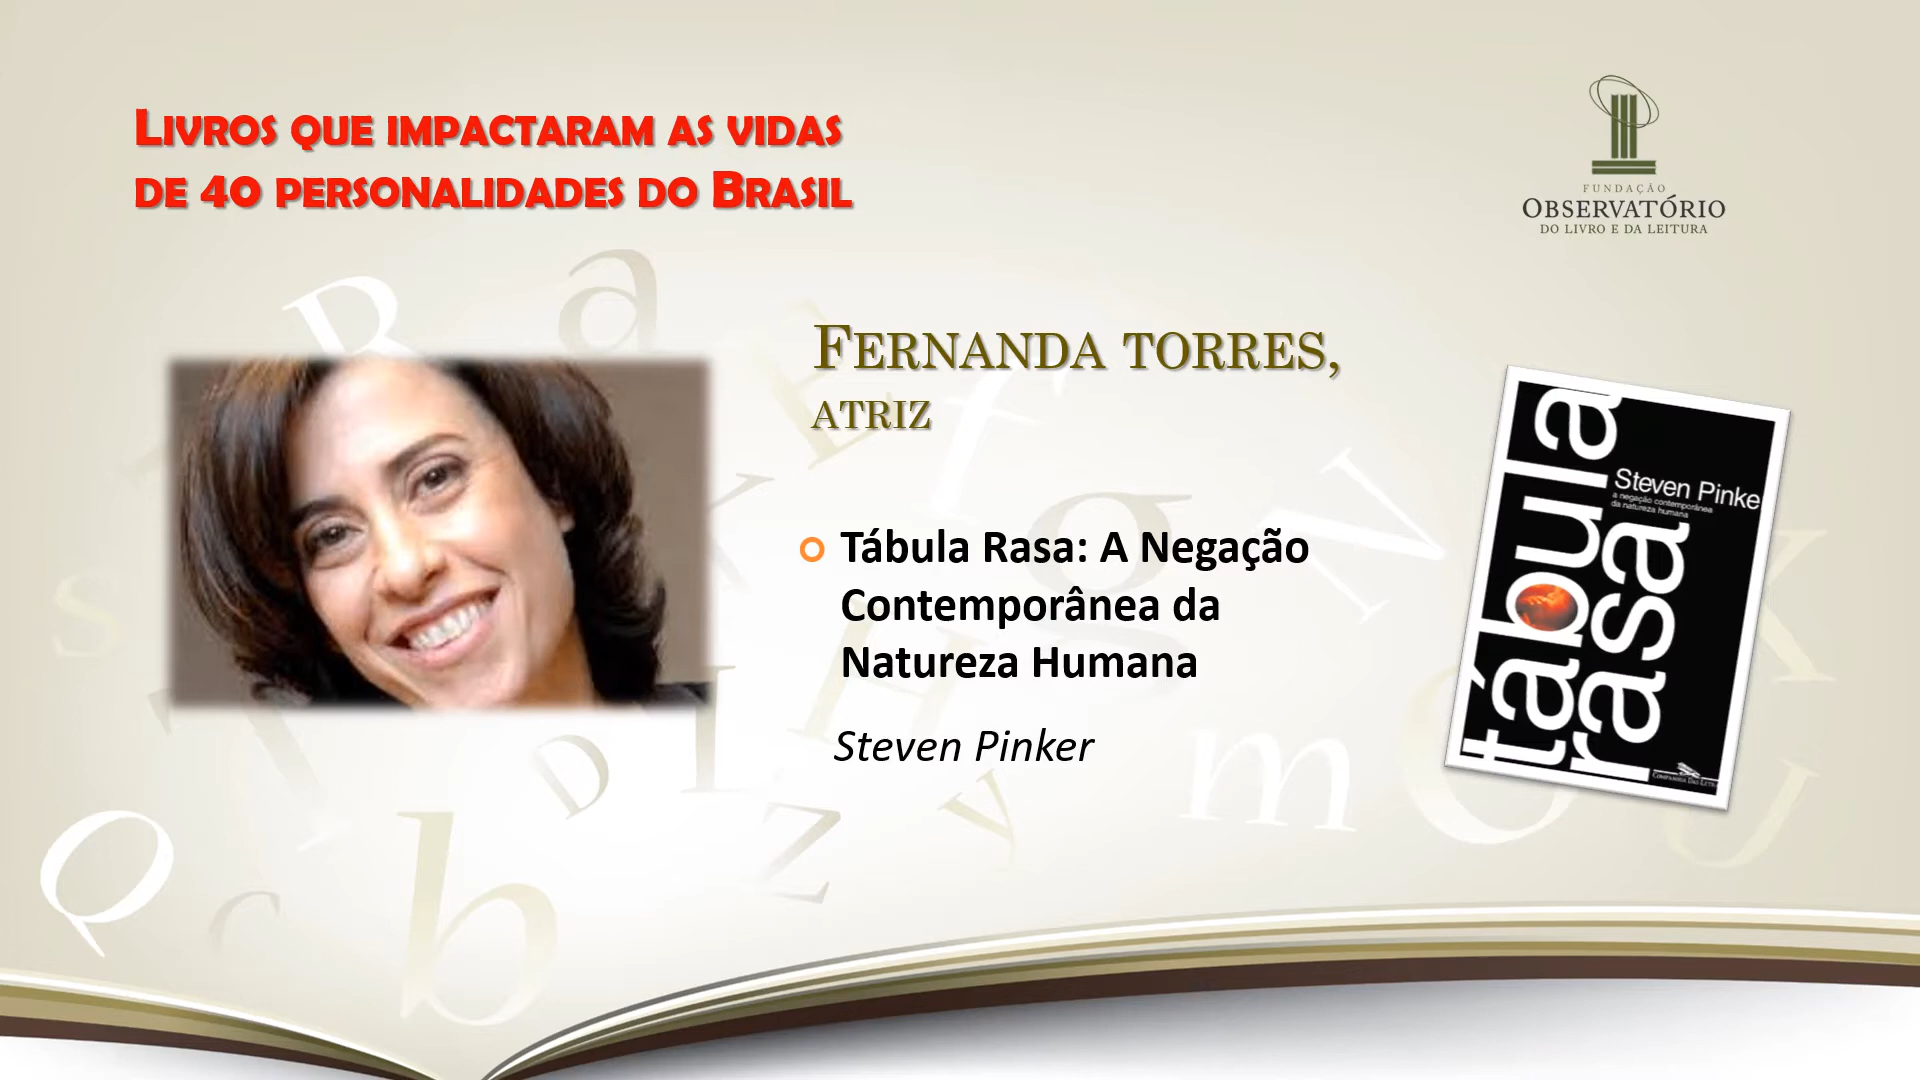 Livros que impactaram as vidas
de 40 personalidades do Brasil
FUNDAÇÃO
OBSERVATÓRIO
DO LIVRO E DA LEITURA
Fernanda torres,
atriz
Tábula Rasa: A Negação
Contemporânea da
Natureza Humana
Steven Pinker
tábula
rasa
Steven Pinke
a negação contemporânea
da natureza humana